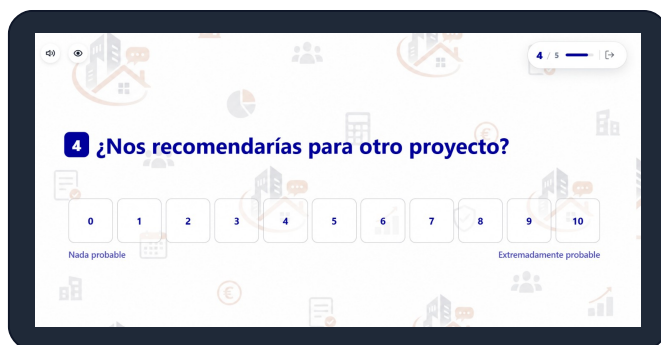 4 / 5
4 ¿Nos recomendarías para otro proyecto?
0 1 2 3 4 5 6 7 8 9 10
Nada probable Extremadamente probable